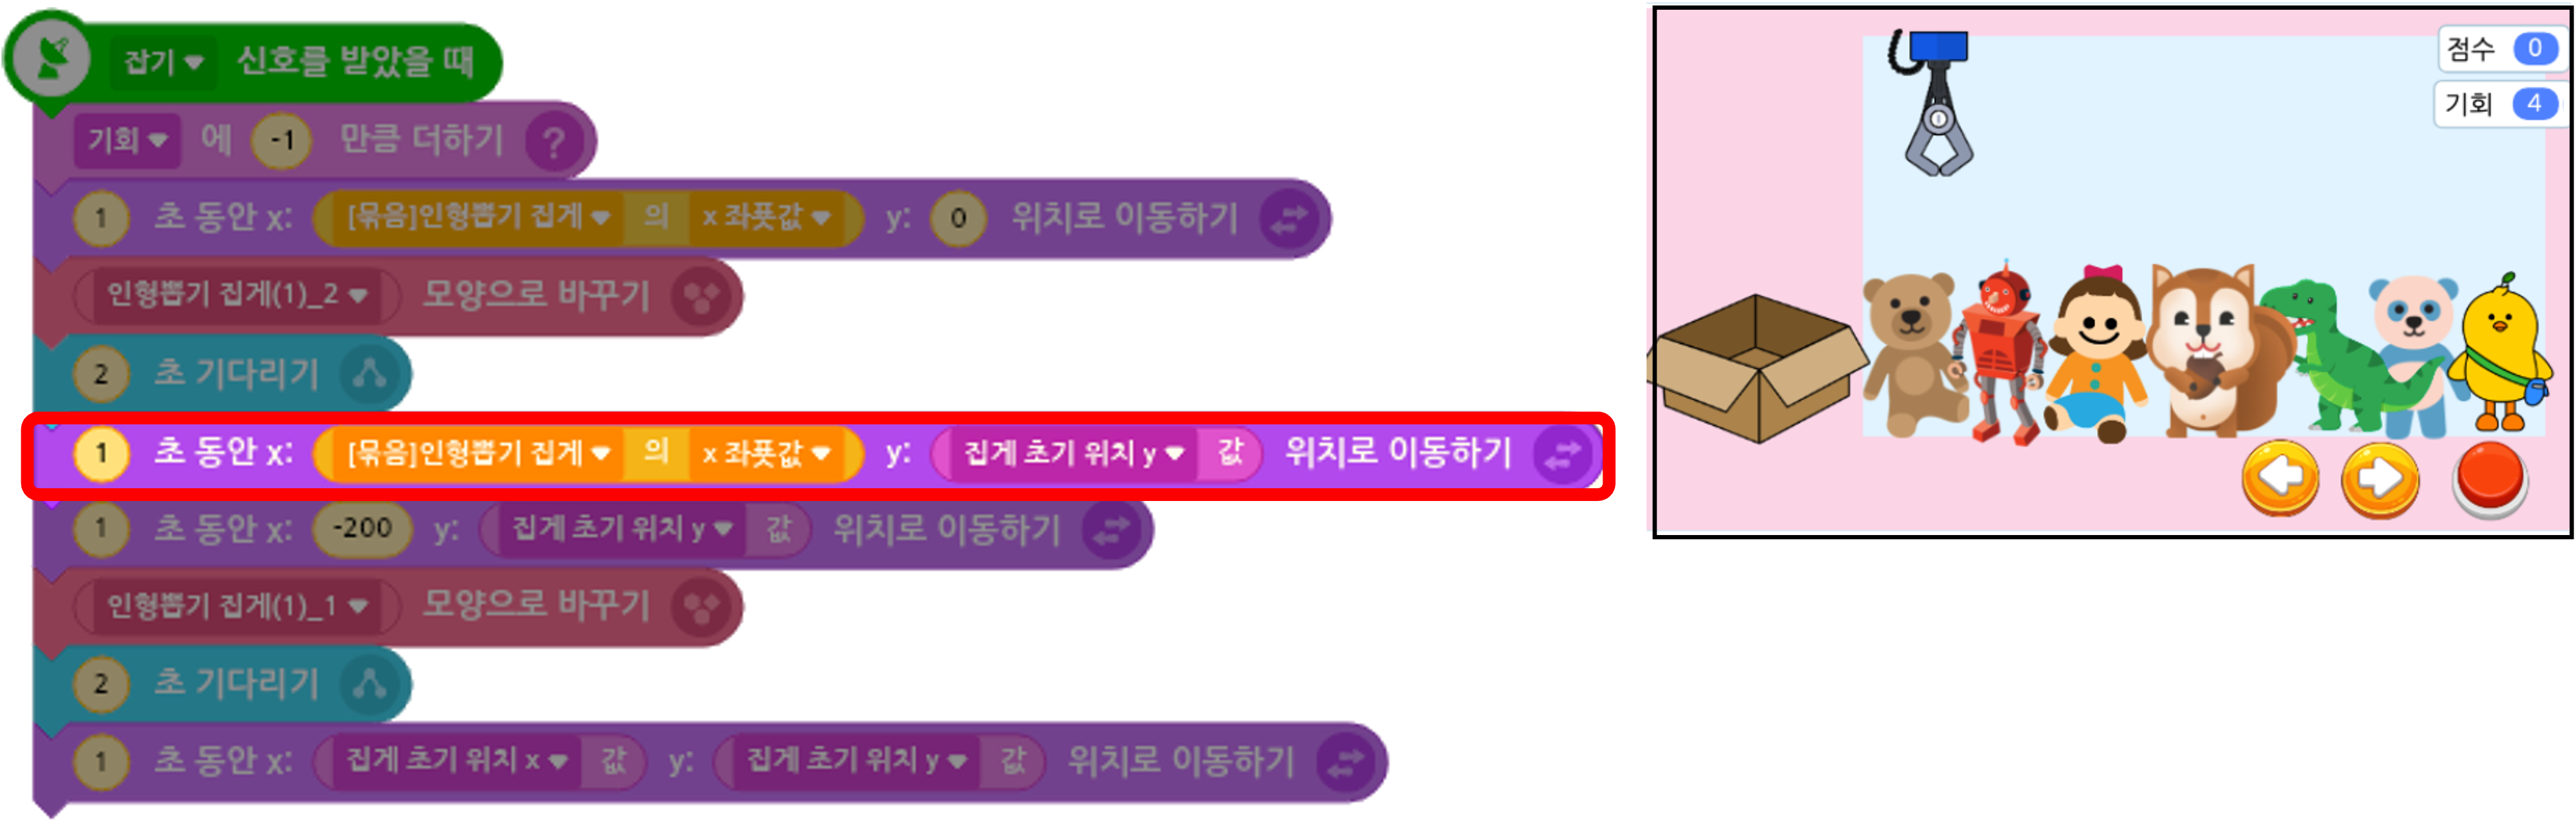 잡기 신호를 받았을 때
기회 에 -1 만큼 더하기 ?
1 초 동안 x: [묶음]인형뽑기 집게 의 x 좌푯값 y: 0 위치로 이동하기
인형뽑기 집게(1)_2 모양으로 바꾸기
2 초 기다리기
1 초 동안 x: [묶음]인형뽑기 집게 의 x 좌푯값 y: 집게 초기 위치 y 값 위치로 이동하기
1 초 동안 x: -200 y: 집게 초기 위치 y 값 위치로 이동하기
인형뽑기 집게(1)_1 모양으로 바꾸기
2 초 기다리기
1 초 동안 x: 집게 초기 위치 x 값 y: 집게 초기 위치 y 값 위치로 이동하기
점수 0
기회 4